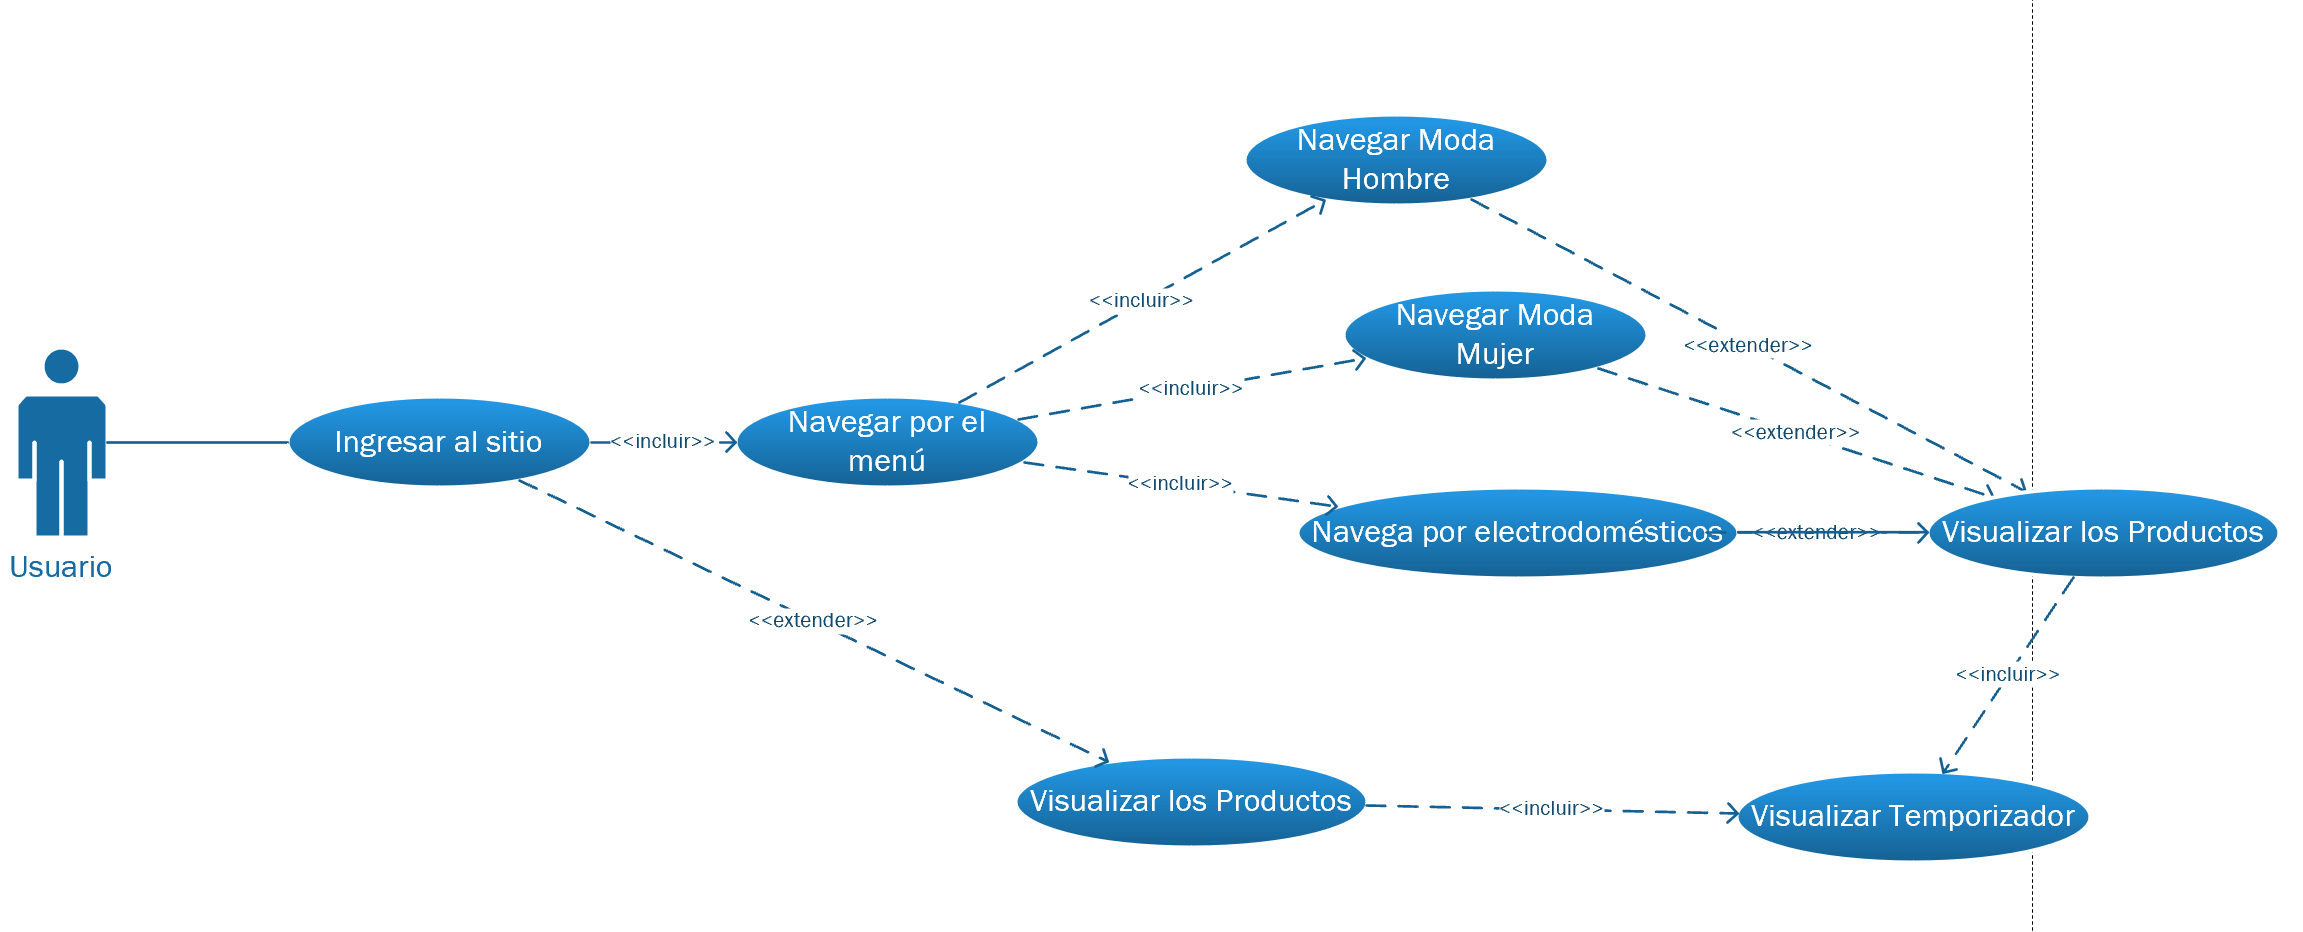 Navegar Moda
Hombre
<<incluir>>
Navegar Moda
Mujer
<<extender>>
<<incluir>>
Navegar por el
menú
<<extender>>
Ingresar al sitio
<<incluir>>
<<incluir>>
Navega por electrodomésticos
<<extender>>
Visualizar los Productos
Usuario
<<extender>>
<<incluir>>
Visualizar los Productos
<<incluir>>
Visualizar Temporizador